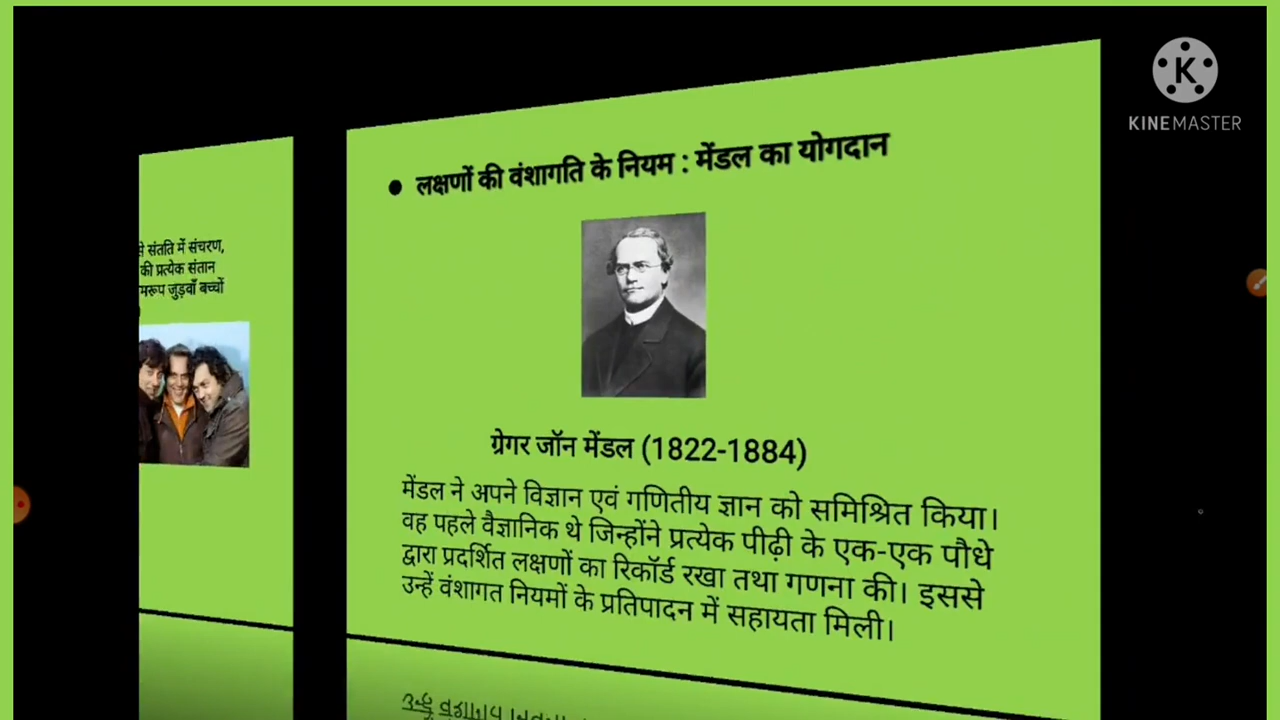 KINEMASTER
से संतति में संचरण,
की प्रत्येक संतान
जुड़वाँ बच्चों
● लक्षणों की वंशागति के नियम : मेंडल का योगदान
ग्रेगर जॉन मेंडल (1822-1884)
मेंडल ने अपने विज्ञान एवं गणितीय ज्ञान को समिश्रित किया।
वह पहले वैज्ञानिक थे जिन्होंने प्रत्येक पीढ़ी के एक-एक पौधे
द्वारा प्रदर्शित लक्षणों का रिकॉर्ड रखा तथा गणना की। इससे
उन्हें वंशागत नियमों के प्रतिपादन में सहायता मिली।